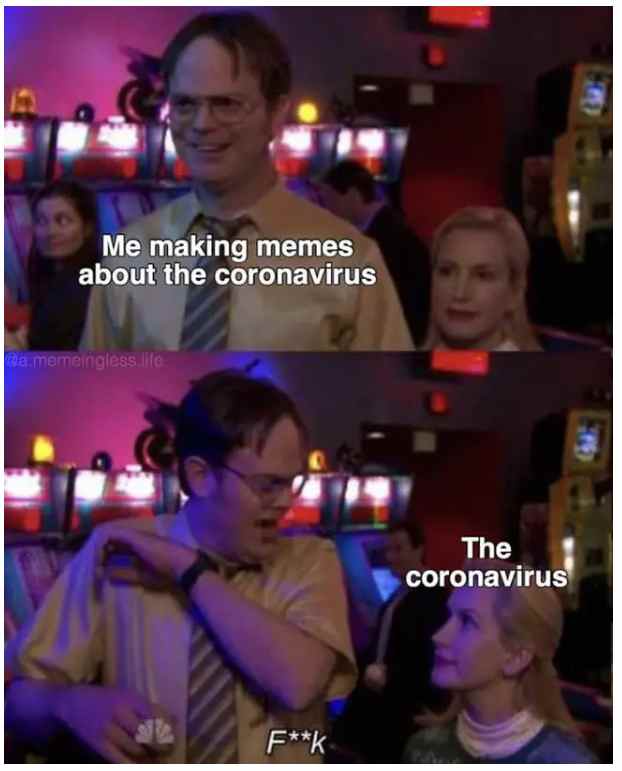 Me making memes
about the coronavirus
@a.memeingless.life
The
coronavirus
F**k